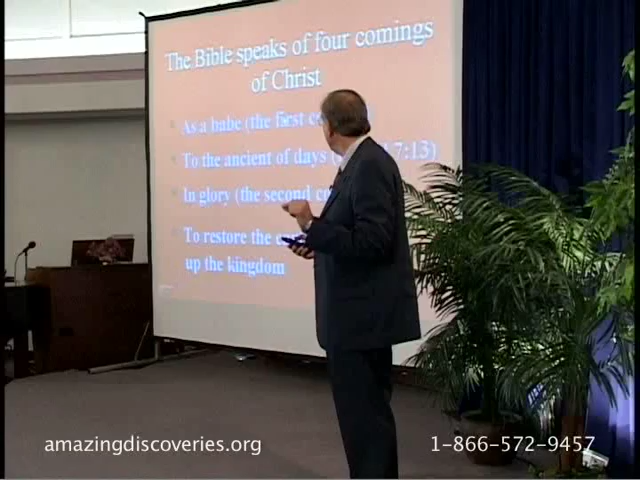 The Bible speaks of four comings
of Christ
As a babe (the first
To the ancient of days ( 7:13)
In glory (the second
To restore the
up the kingdom
amazingdiscoveries.org
1-866-572-9457